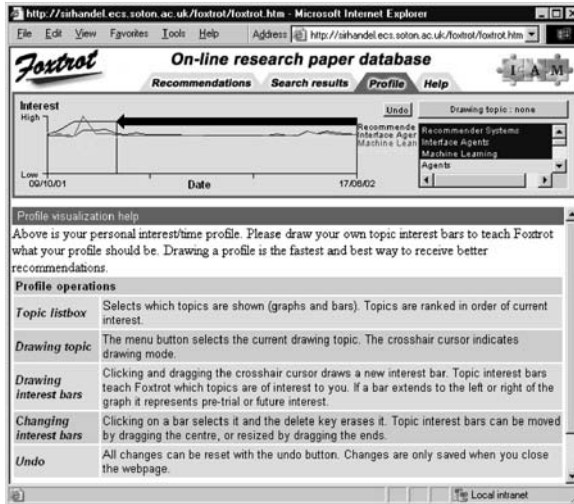 http://sirhandel.ecs.soton.ac.uk/foxtrot/foxtrot.htm - Microsoft Internet Explorer
File Edit View Favorites Tools Help Address http://sirhandel.ecs.soton.ac.uk/foxtrot/foxtrot.htm
Foxtrot
On-line research paper database
Recommendations Search results Profile Help
I A M
Interest
High
Undo
Drawing topic : none
Recommende
Interface Ager
Machine Lean
Recommender Systems
Interface Agents
Machine Learning
Agents
Low
09/10/01 Date 17/06/02
Profile visualization help
Above is your personal interest/time profile. Please draw your own topic interest bars to teach Foxtrot
what your profile should be. Drawing a profile is the fastest and best way to receive better
recommendations.
Profile operations
Topic listbox
Selects which topics are shown (graphs and bars). Topics are ranked in order of current
interest.
Drawing topic
The menu button selects the current drawing topic. The crosshair cursor indicates
drawing mode.
Drawing
interest bars
Clicking and dragging the crosshair cursor draws a new interest bar. Topic interest bars
teach Foxtrot which topics are of interest to you. If a bar extends to the left or right of the
graph it represents pre-trial or future interest.
Changing
interest bars
Clicking on a bar selects it and the delete key erases it. Topic interest bars can be moved
by dragging the centre, or resized by dragging the ends.
Undo
All changes can be reset with the undo button. Changes are only saved when you close
the webpage.
Local intranet